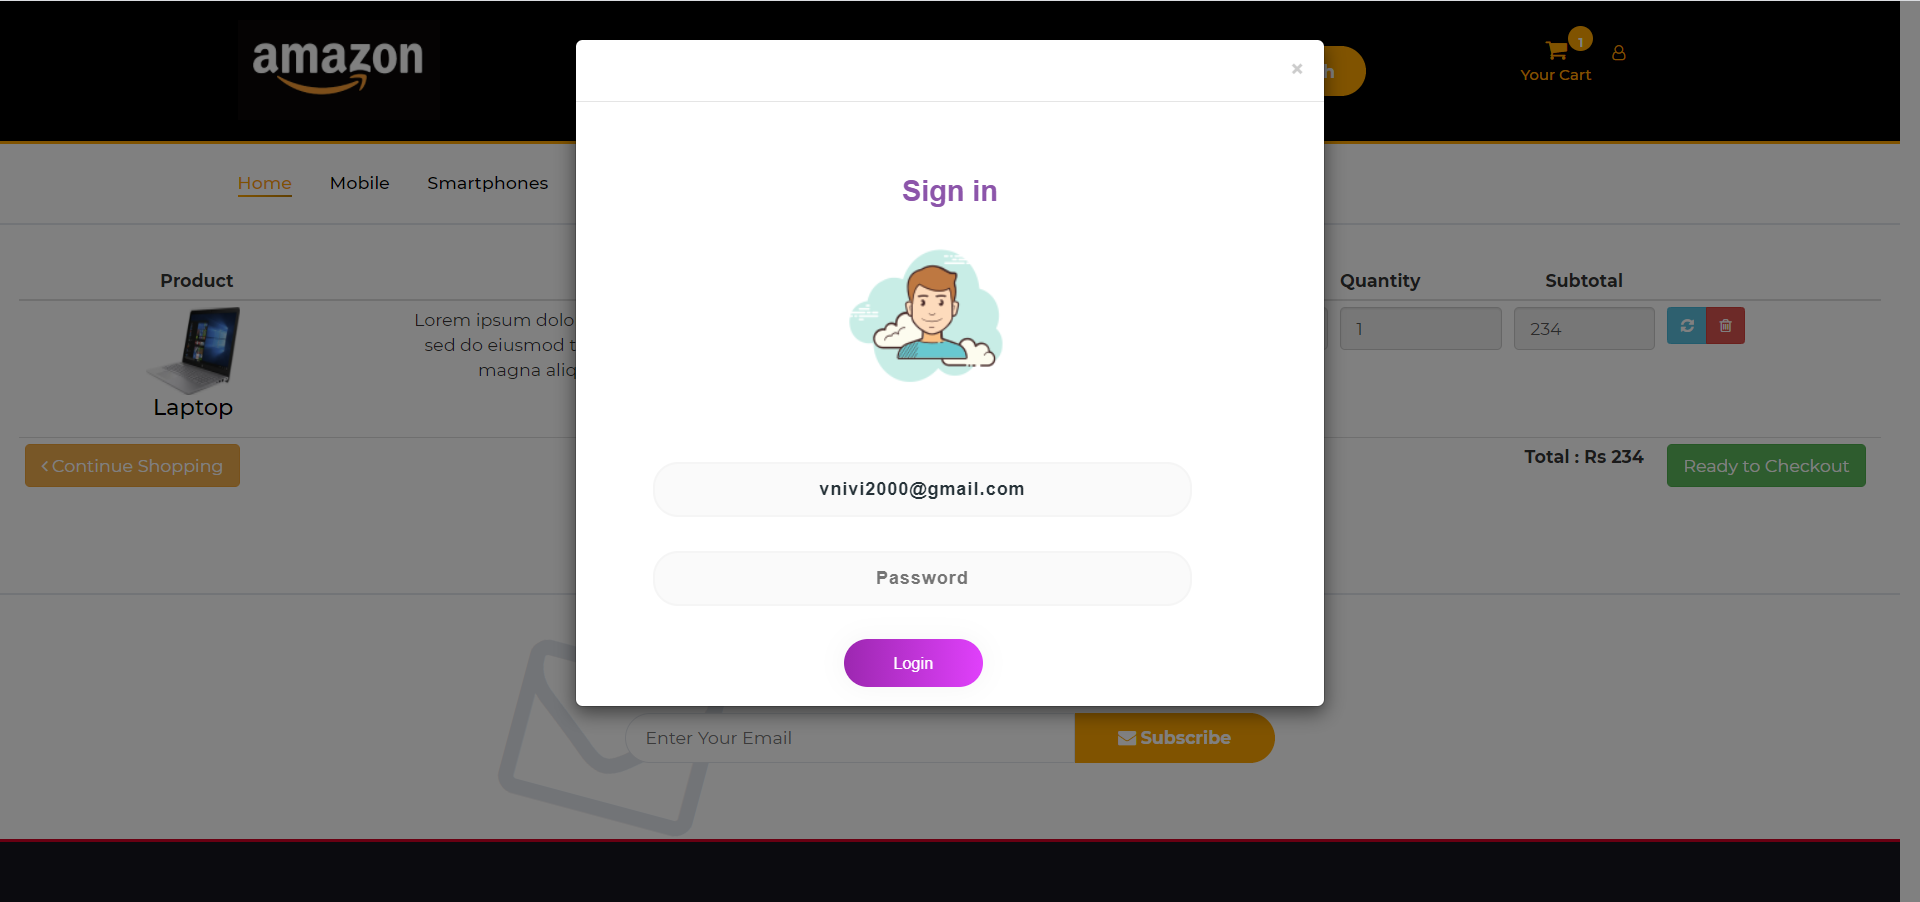 amazon
×
h
1
Your Cart
Home
Mobile
Smartphones
Sign in
Product
Quantity
Subtotal
Lorem ipsum dolo
sed do eiusmod t
magna aliq
1
234
Laptop
Continue Shopping
Total : Rs 234
Ready to Checkout
vnivi2000@gmail.com
Password
Login
Enter Your Email
Subscribe